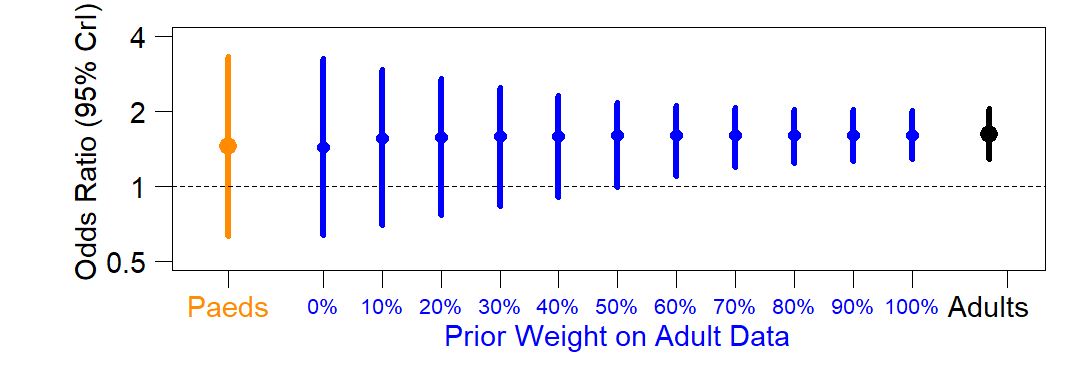 Odds Ratio (95% CrI)
4
2
1
0.5
Paeds 0% 10% 20% 30% 40% 50% 60% 70% 80% 90% 100% Adults
Prior Weight on Adult Data